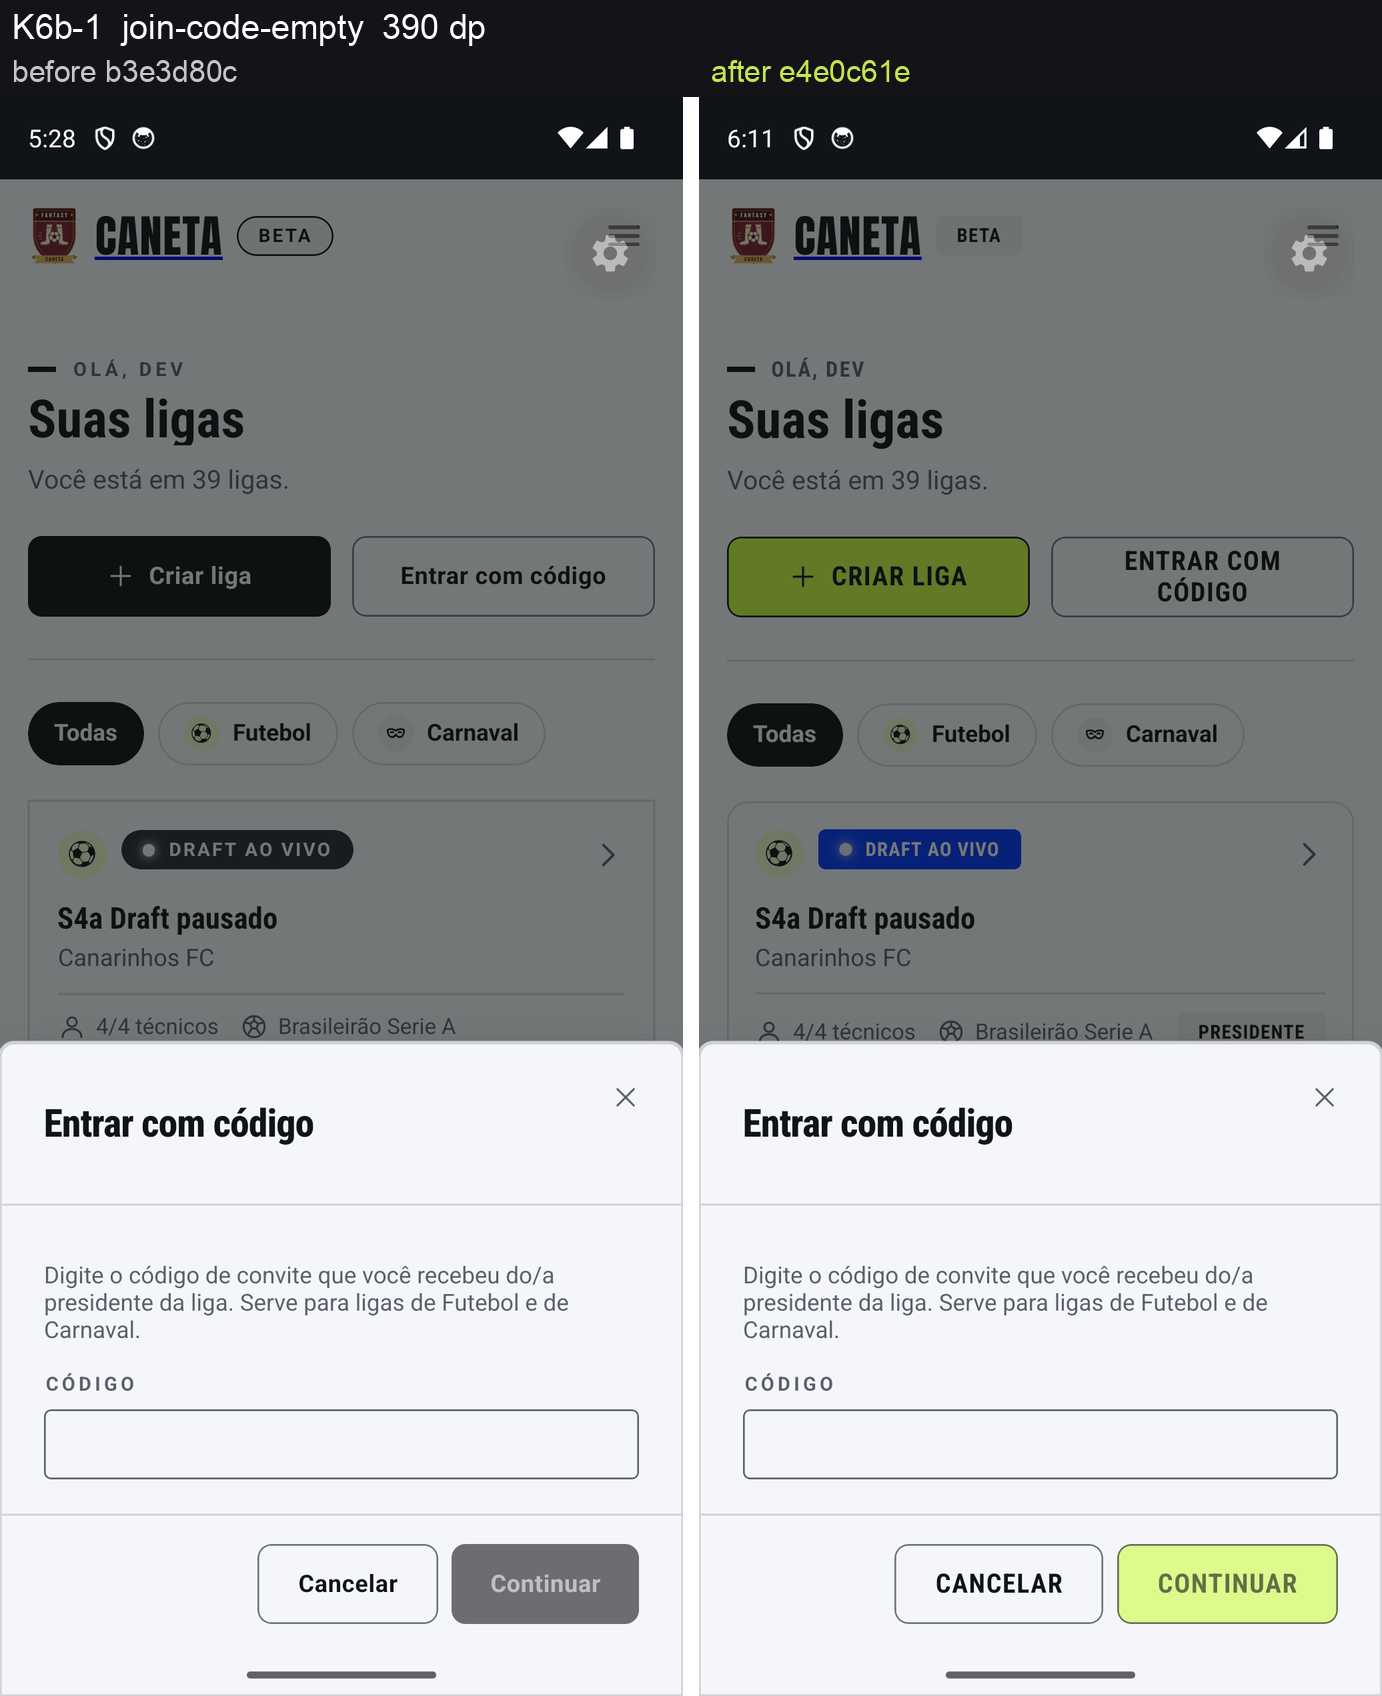 K6b-1 join-code-empty 390 dp
before b3e3d80c
5:28
FANTASY
CANETA
CANETA BETA
OLÁ, DEV
Suas ligas
Você está em 39 ligas.
Criar liga
Entrar com código
Todas
Futebol
Carnaval
DRAFT AO VIVO
S4a Draft pausado
Canarinhos FC
4/4 técnicos
Brasileirão Serie A
Entrar com código
Digite o código de convite que você recebeu do/a
presidente da liga. Serve para ligas de Futebol e de
Carnaval.
CÓDIGO
Cancelar
Continuar
after e4e0c61e
6:11
FANTASY
CANETA
CANETA BETA
OLÁ, DEV
Suas ligas
Você está em 39 ligas.
CRIAR LIGA
ENTRAR COM
CÓDIGO
Todas
Futebol
Carnaval
DRAFT AO VIVO
S4a Draft pausado
Canarinhos FC
4/4 técnicos
Brasileirão Serie A
PRESIDENTE
Entrar com código
Digite o código de convite que você recebeu do/a
presidente da liga. Serve para ligas de Futebol e de
Carnaval.
CÓDIGO
CANCELAR
CONTINUAR